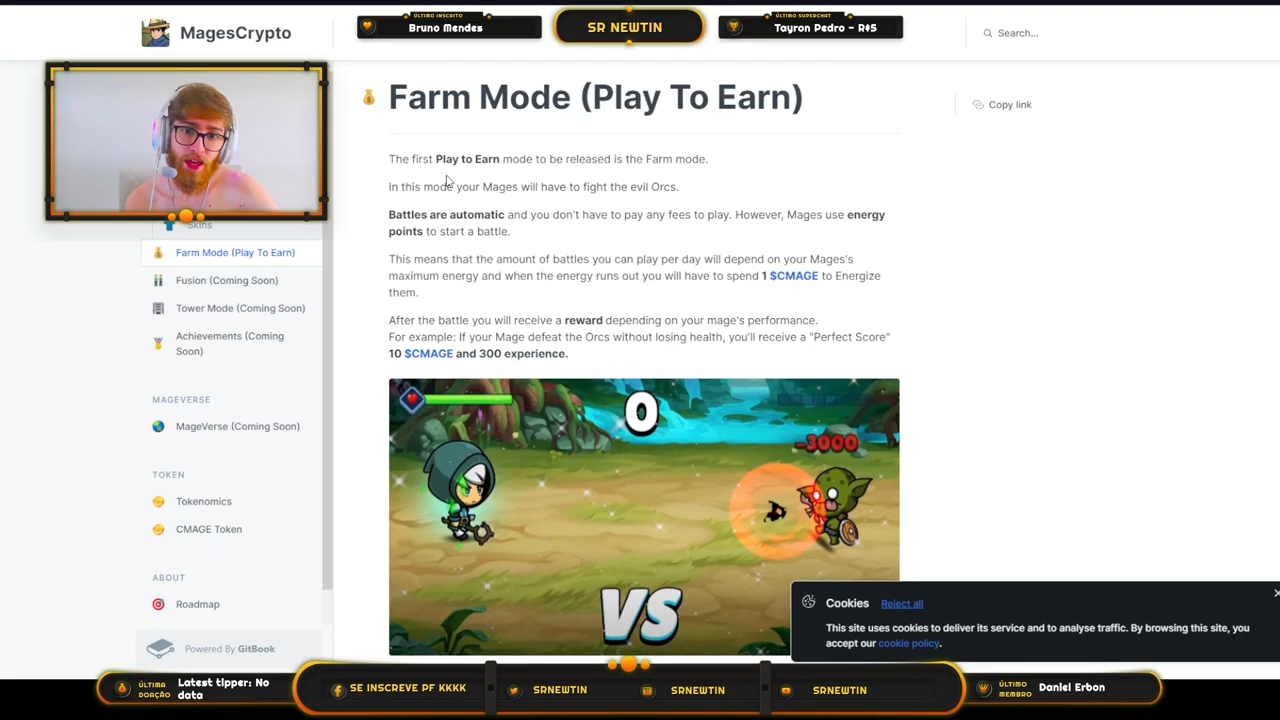 MagesCrypto
ÚLTIMO INSCRITO
Bruno Mendes
SR NEWTIN
ÚLTIMO SUPERCHAT
Tayron Pedro - R$5
Search...
Farm Mode (Play To Earn)
Copy link
The first Play to Earn mode to be released is the Farm mode.
In this mode your Mages will have to fight the evil Orcs.
Battles are automatic and you don't have to pay any fees to play. However, Mages use energy
points to start a battle.
This means that the amount of battles you can play per day will depend on your Mages's
maximum energy and when the energy runs out you will have to spend 1 $CMAGE to Energize
them.
After the battle you will receive a reward depending on your mage's performance.
For example: If your Mage defeat the Orcs without losing health, you'll receive a "Perfect Score"
10 $CMAGE and 300 experience.
Skins
Farm Mode (Play To Earn)
Fusion (Coming Soon)
Tower Mode (Coming Soon)
Achievements (Coming
Soon)
MAGEVERSE
MageVerse (Coming Soon)
TOKEN
Tokenomics
CMAGE Token
ABOUT
Roadmap
Powered By GitBook
0
-3000
VS
Cookies
Reject all
This site uses cookies to deliver its service and to analyse traffic. By browsing this site, you
accept our cookie policy.
ÚLTIMA
DOAÇÃO
Latest tipper: No
data
SE INSCREVE PF KKKK
SRNEWTIN
SRNEWTIN
SRNEWTIN
ÚLTIMO
MEMBRO
Daniel Erbon